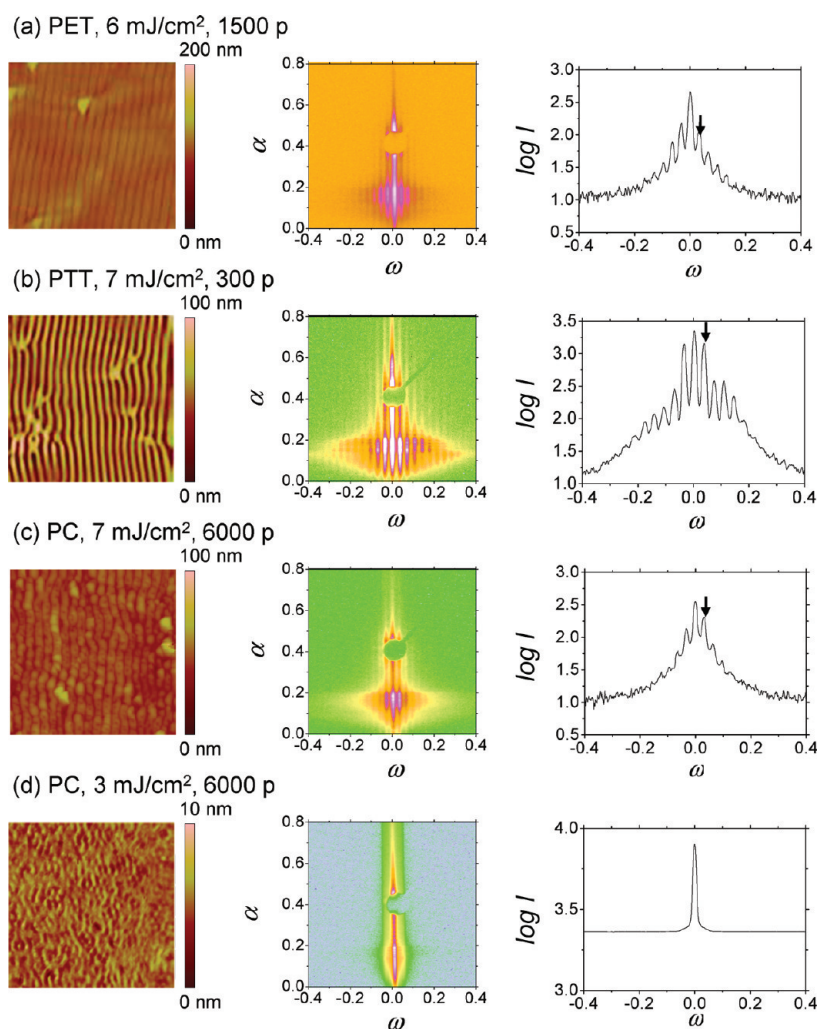 (a) PET, 6 mJ/cm², 1500 p
200 nm
0 nm
α
0.8
0.6
0.4
0.2
0.0
-0.4 -0.2 0.0 0.2 0.4
ω
log I
3.0
2.5
2.0
1.5
1.0
0.5
-0.4 -0.2 0.0 0.2 0.4
ω
(b) PTT, 7 mJ/cm², 300 p
100 nm
0 nm
α
0.8
0.6
0.4
0.2
0.0
-0.4 -0.2 0.0 0.2 0.4
ω
log I
3.5
3.0
2.5
2.0
1.5
1.0
-0.4 -0.2 0.0 0.2 0.4
ω
(c) PC, 7 mJ/cm², 6000 p
100 nm
0 nm
α
0.8
0.6
0.4
0.2
0.0
-0.4 -0.2 0.0 0.2 0.4
ω
log I
3.0
2.5
2.0
1.5
1.0
0.5
-0.4 -0.2 0.0 0.2 0.4
ω
(d) PC, 3 mJ/cm², 6000 p
10 nm
0 nm
α
0.8
0.6
0.4
0.2
0.0
-0.4 -0.2 0.0 0.2 0.4
ω
log I
4.0
3.5
3.0
-0.4 -0.2 0.0 0.2 0.4
ω